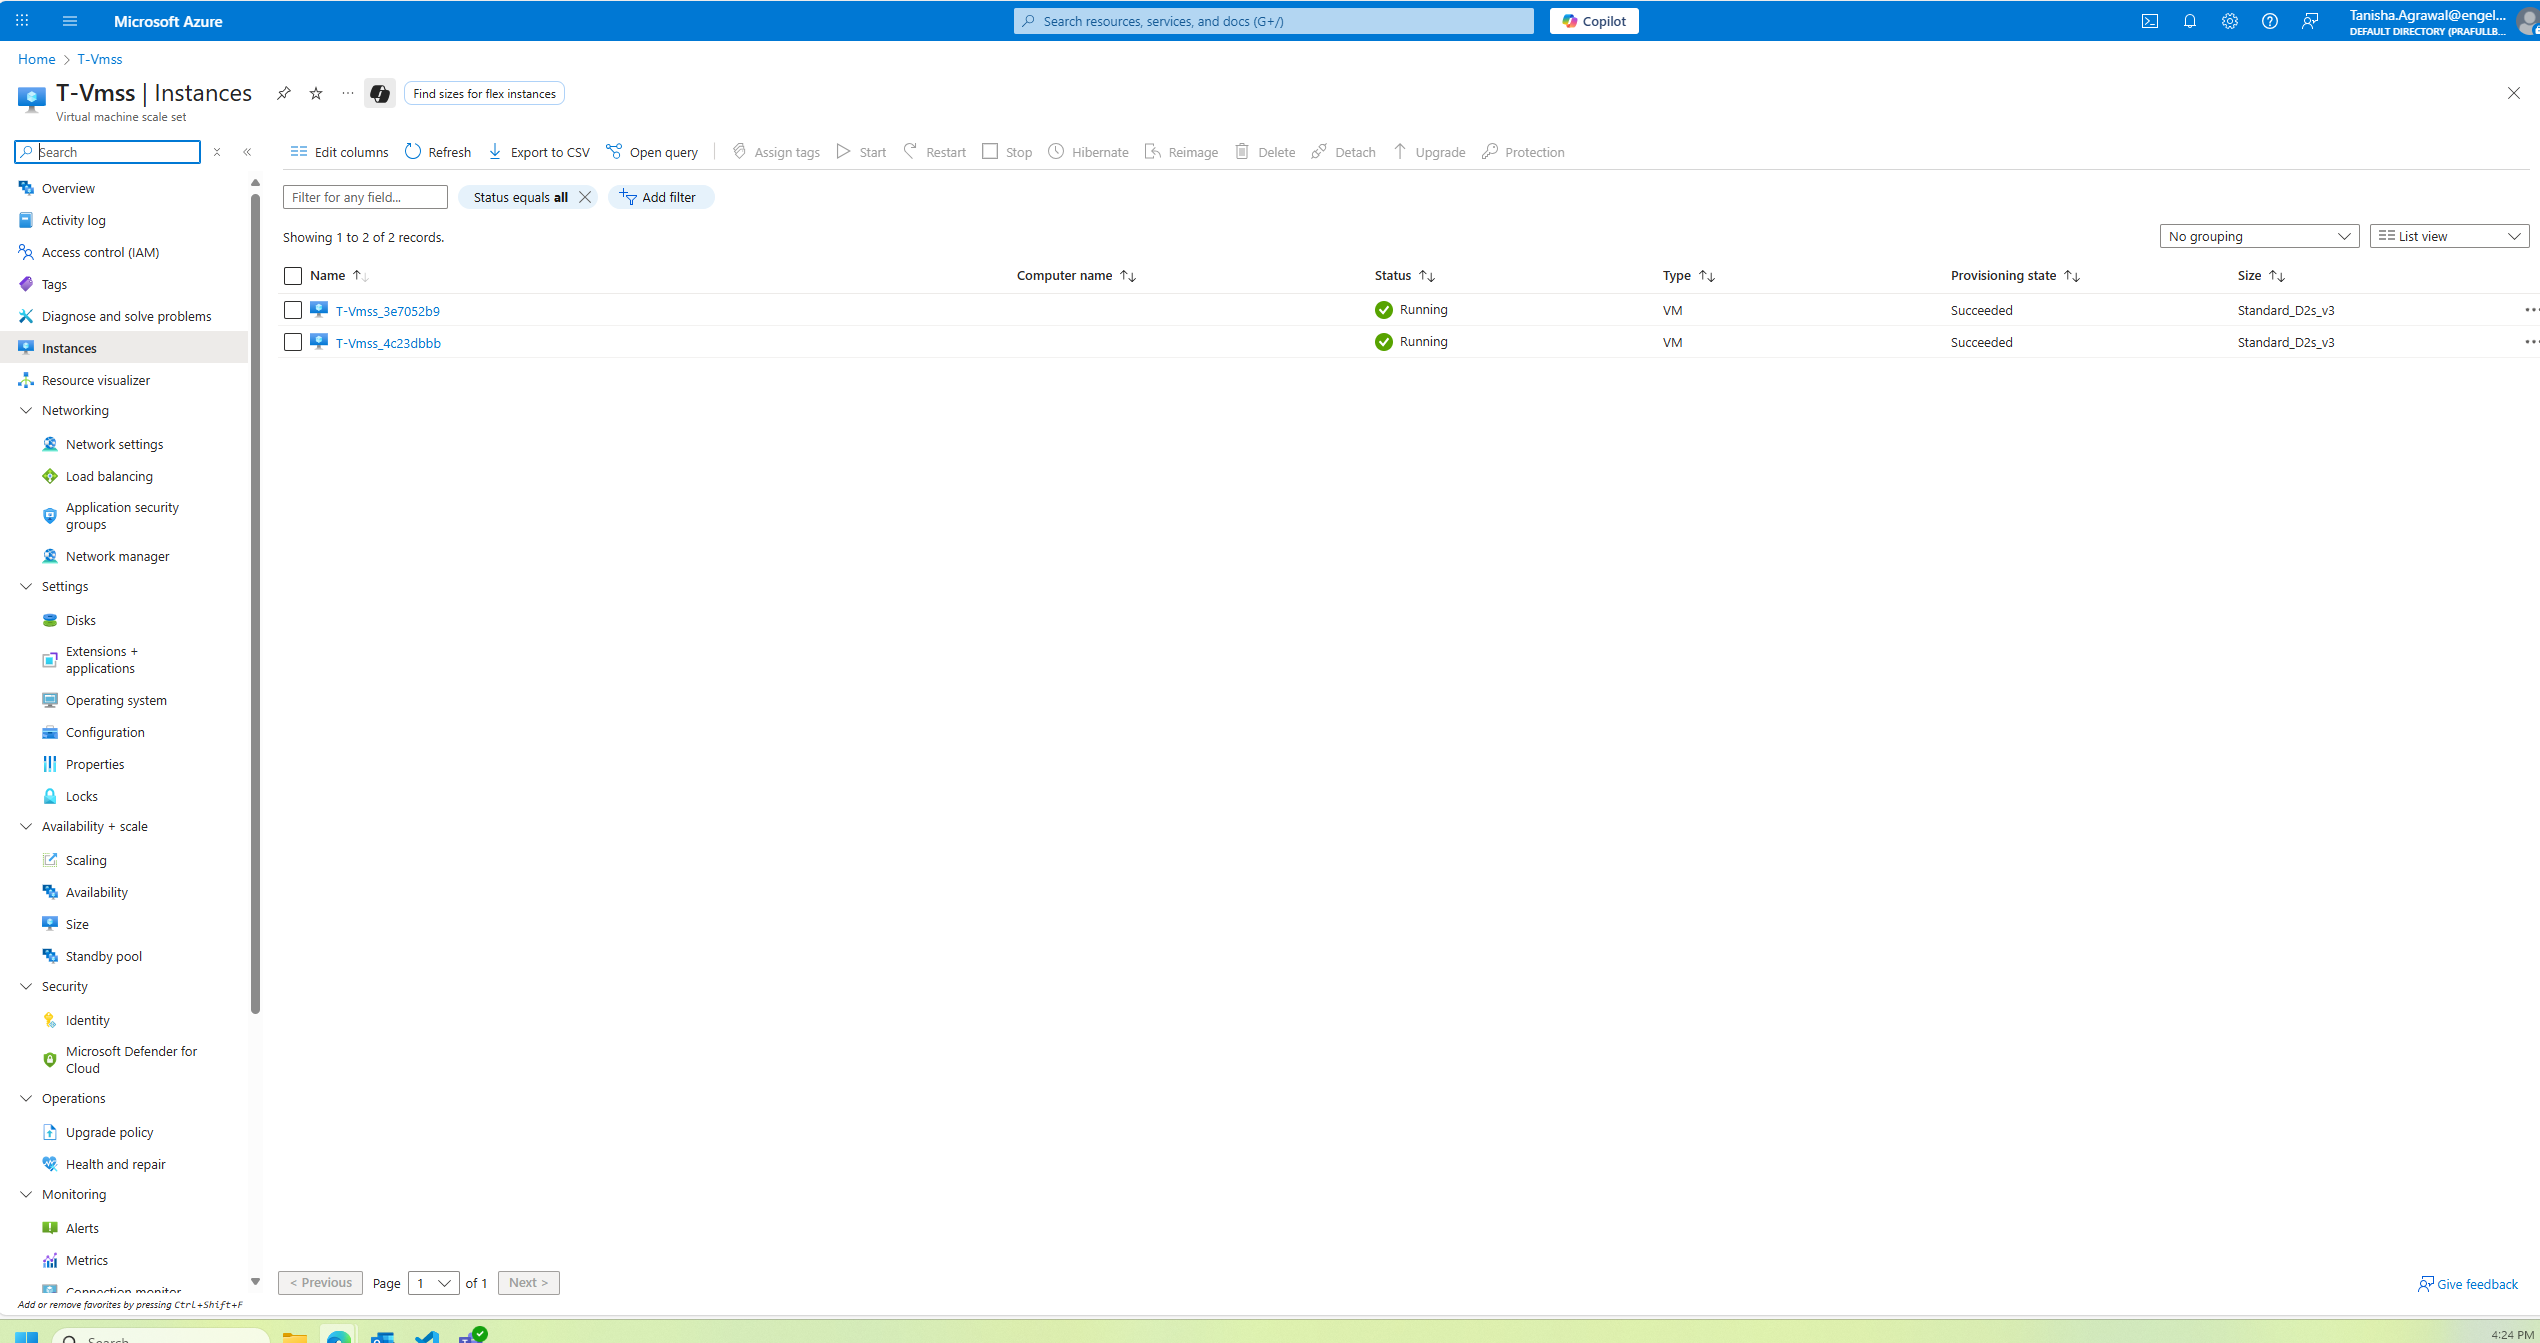 Microsoft Azure
Search resources, services, and docs (G+/)
Copilot
Tanisha.Agrawal@engel...
DEFAULT DIRECTORY (PRAFULLB...
Home > T-Vmss
T-Vmss | Instances
Find sizes for flex instances
Virtual machine scale set
Search
Edit columns Refresh Export to CSV Open query Assign tags Start Restart Stop Hibernate Reimage Delete Detach Upgrade Protection
Overview
Activity log
Access control (IAM)
Tags
Diagnose and solve problems
Instances
Resource visualizer
Networking
Network settings
Load balancing
Application security
groups
Network manager
Settings
Disks
Extensions +
applications
Operating system
Configuration
Properties
Locks
Availability + scale
Scaling
Availability
Size
Standby pool
Security
Identity
Microsoft Defender for
Cloud
Operations
Upgrade policy
Health and repair
Monitoring
Alerts
Metrics
Connection monitor
Add or remove favorites by pressing Ctrl+Shift+F
Filter for any field...
Status equals all
Add filter
Showing 1 to 2 of 2 records.
No grouping
List view
Name Computer name Status Type Provisioning state Size
T-Vmss_3e7052b9 Running VM Succeeded Standard_D2s_v3
T-Vmss_4c23dbbb Running VM Succeeded Standard_D2s_v3
< Previous Page 1 of 1 Next >
Give feedback
Search
4:24 PM